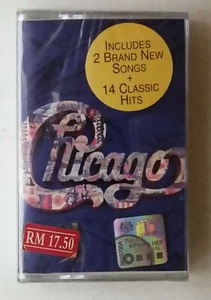 INCLUDES
2 BRAND NEW
SONGS
+
14 CLASSIC
HITS
Chicago
RM 17.50